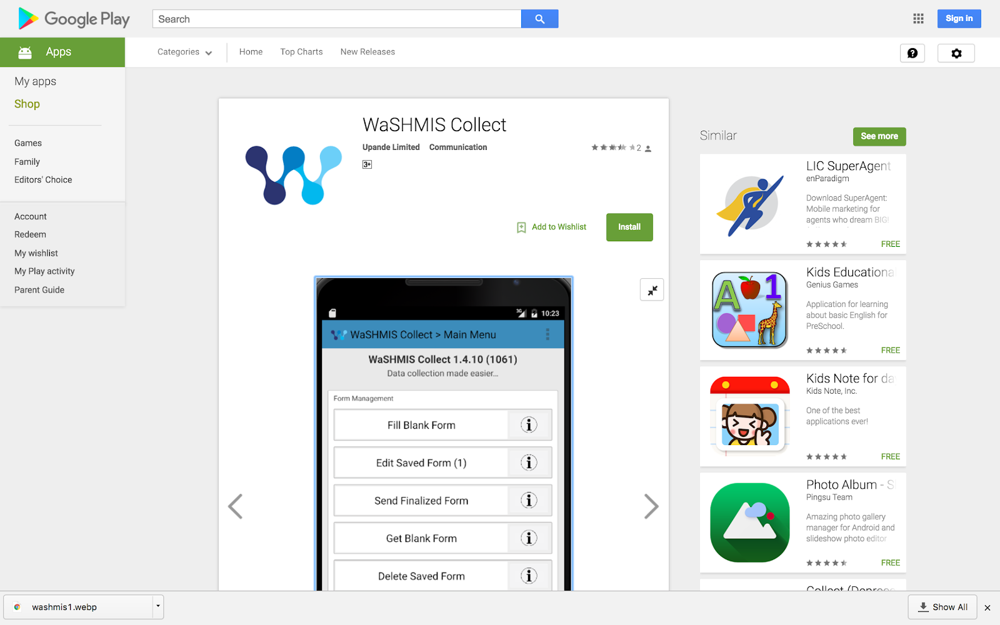 Google Play
Search
Sign in
Apps
Categories
Home
Top Charts
New Releases
My apps
Shop
Games
Family
Editors' Choice
Account
Redeem
My wishlist
My Play activity
Parent Guide
WaSHMIS Collect
Upande Limited Communication
2
3+
Add to Wishlist
Install
3G 10:23
WaSHMIS Collect > Main Menu
WaSHMIS Collect 1.4.10 (1061)
Data collection made easier...
Form Management
Fill Blank Form
Edit Saved Form (1)
Send Finalized Form
Get Blank Form
Delete Saved Form
Similar
See more
LIC SuperAgent
enParadigm
Download SuperAgent:
Mobile marketing for
agents who dream BIG!
FREE
A 1
Kids Educationa
Genius Games
Application for learning
about basic English for
PreSchool.
FREE
Kids Note for da
Kids Note, Inc.
One of the best
applications ever!
FREE
Photo Album - S
Pingsu Team
Amazing photo gallery
manager for Android and
slideshow photo editor
FREE
washmis1.webp
Show All